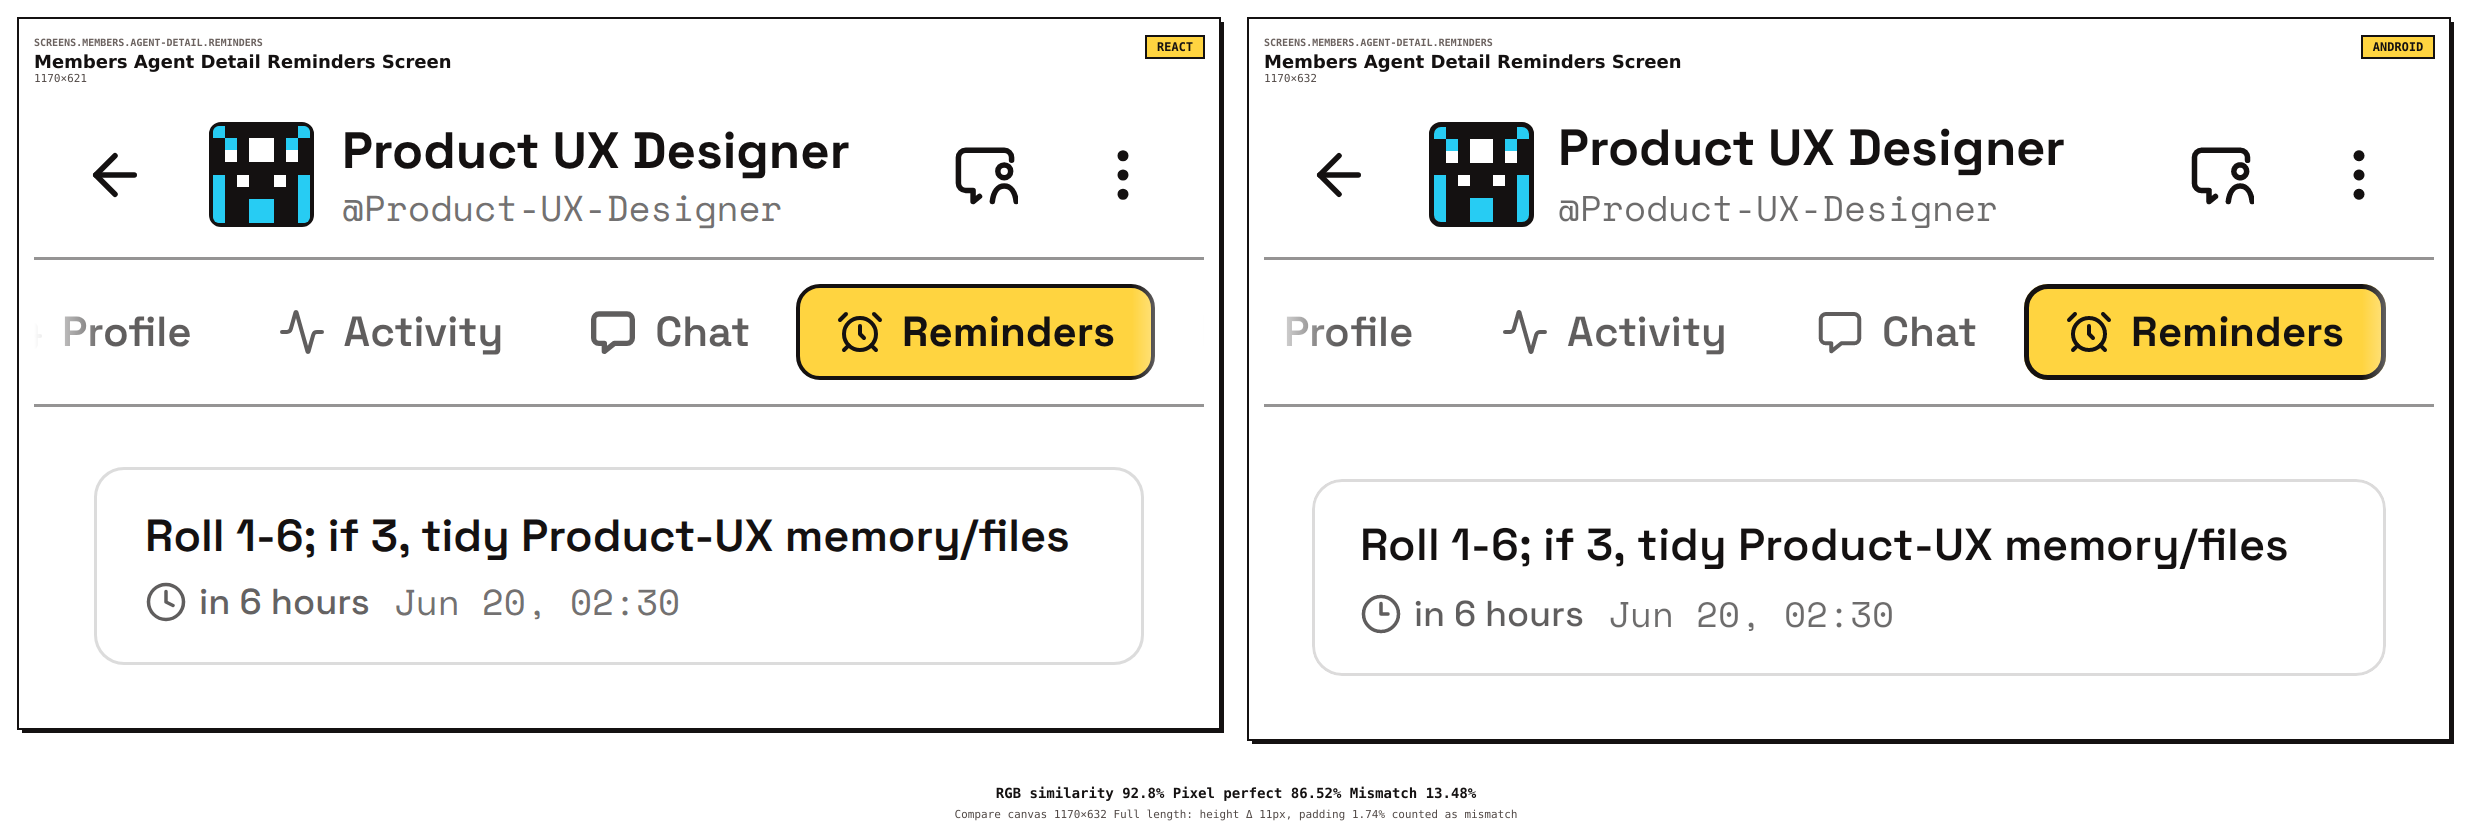 SCREENS.MEMBERS.AGENT-DETAIL.REMINDERS
Members Agent Detail Reminders Screen
1170×621
REACT
Product UX Designer
@Product-UX-Designer
Profile
Activity
Chat
Reminders
Roll 1-6; if 3, tidy Product-UX memory/files
in 6 hours Jun 20, 02:30
SCREENS.MEMBERS.AGENT-DETAIL.REMINDERS
Members Agent Detail Reminders Screen
1170×632
ANDROID
Product UX Designer
@Product-UX-Designer
Profile
Activity
Chat
Reminders
Roll 1-6; if 3, tidy Product-UX memory/files
in 6 hours Jun 20, 02:30
RGB similarity 92.8% Pixel perfect 86.52% Mismatch 13.48%
Compare canvas 1170×632 Full length: height Δ 11px, padding 1.74% counted as mismatch